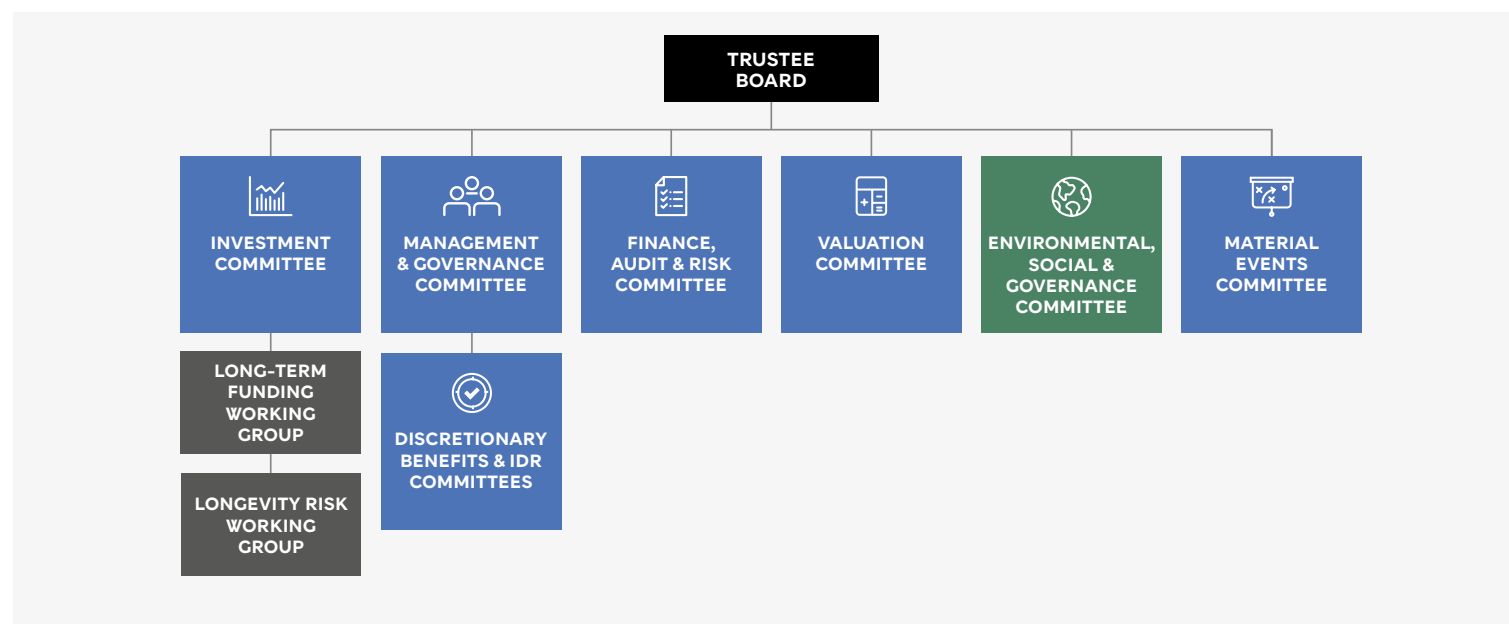 TRUSTEE
BOARD
INVESTMENT
COMMITTEE
MANAGEMENT
& GOVERNANCE
COMMITTEE
FINANCE,
AUDIT & RISK
COMMITTEE
VALUATION
COMMITTEE
ENVIRONMENTAL,
SOCIAL &
GOVERNANCE
COMMITTEE
MATERIAL
EVENTS
COMMITTEE
LONG-TERM
FUNDING
WORKING
GROUP
DISCRETIONARY
BENEFITS & IDR
COMMITTEES
LONGEVITY RISK
WORKING
GROUP